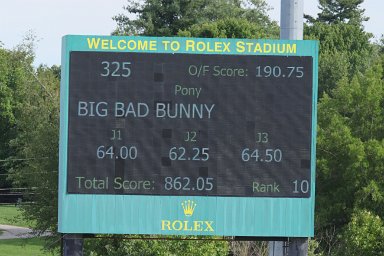 WELCOME TO ROLEX STADIUM
325 O/F Score: 190.75
Pony
BIG BAD BUNNY
J1 J2 J3
64.00 62.25 64.50
Total Score: 862.05 Rank 10
ROLEX